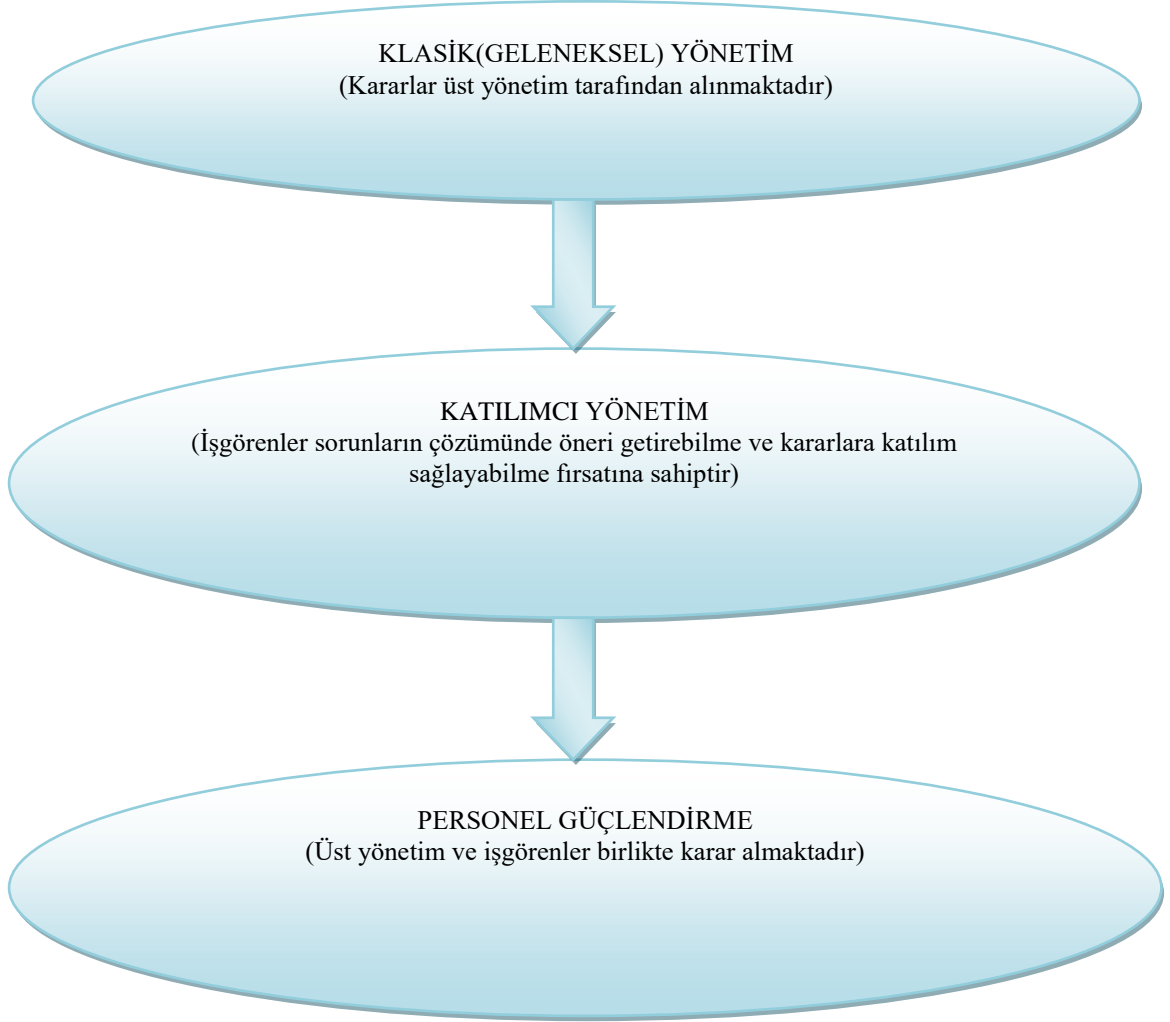 KLASİK(GELENEKSEL) YÖNETİM
(Kararlar üst yönetim tarafından alınmaktadır)
KATILIMCI YÖNETİM
(İşgörenler sorunların çözümünde öneri getirebilme ve kararlara katılım
sağlayabilme fırsatına sahiptir)
PERSONEL GÜÇLENDİRME
(Üst yönetim ve işgörenler birlikte karar almaktadır)